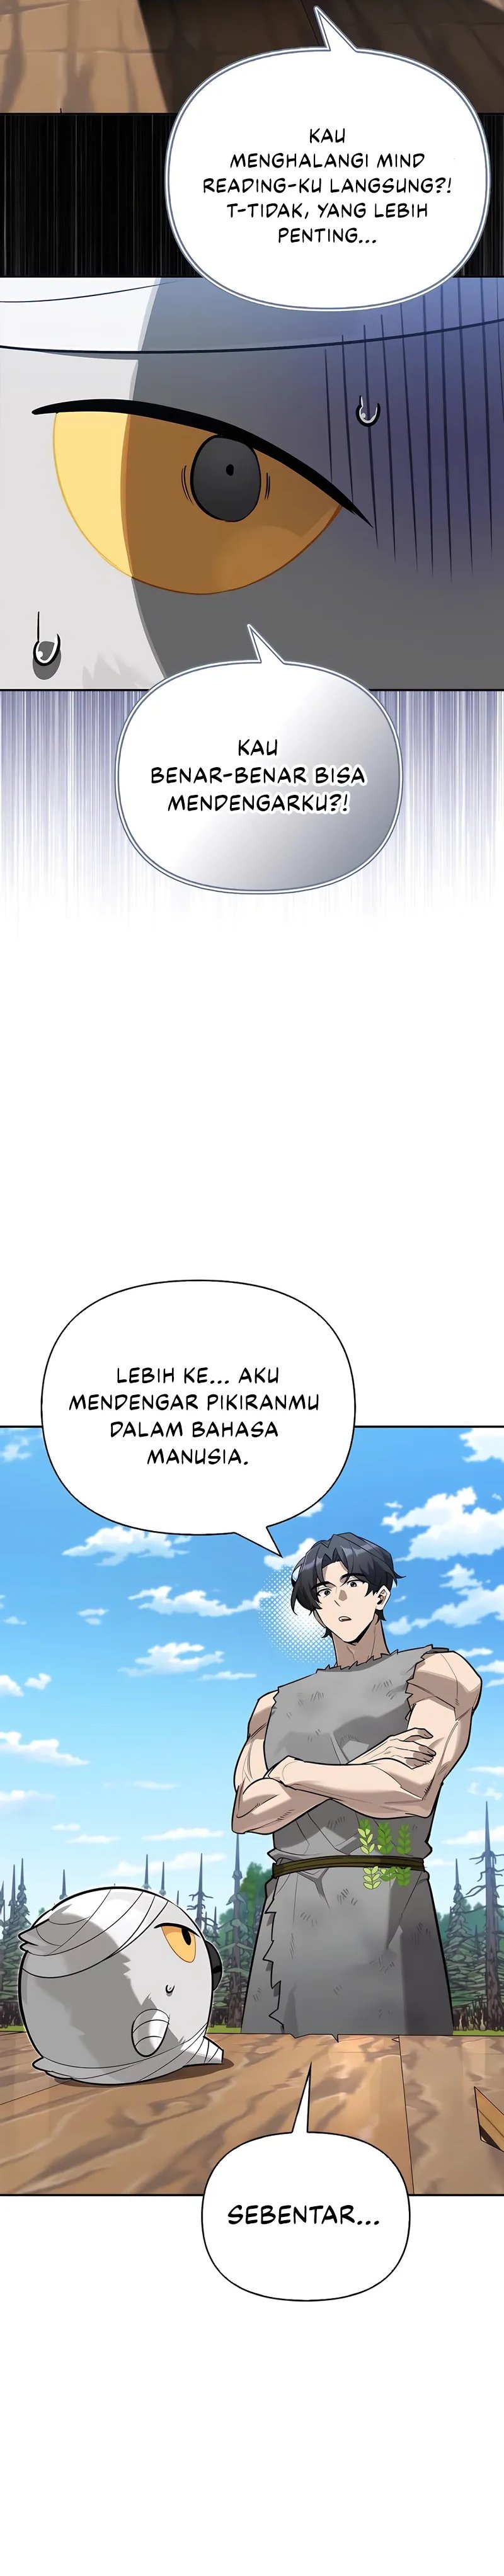 KAU
MENGHALANGI MIND
READING-KU LANGSUNG?!
T-TIDAK, YANG LEBIH
PENTING...
KAU
BENAR-BENAR BISA
MENDENGARKU?!
LEBIH KE... AKU
MENDENGAR PIKIRANMU
DALAM BAHASA
MANUSIA.
SEBENTAR...